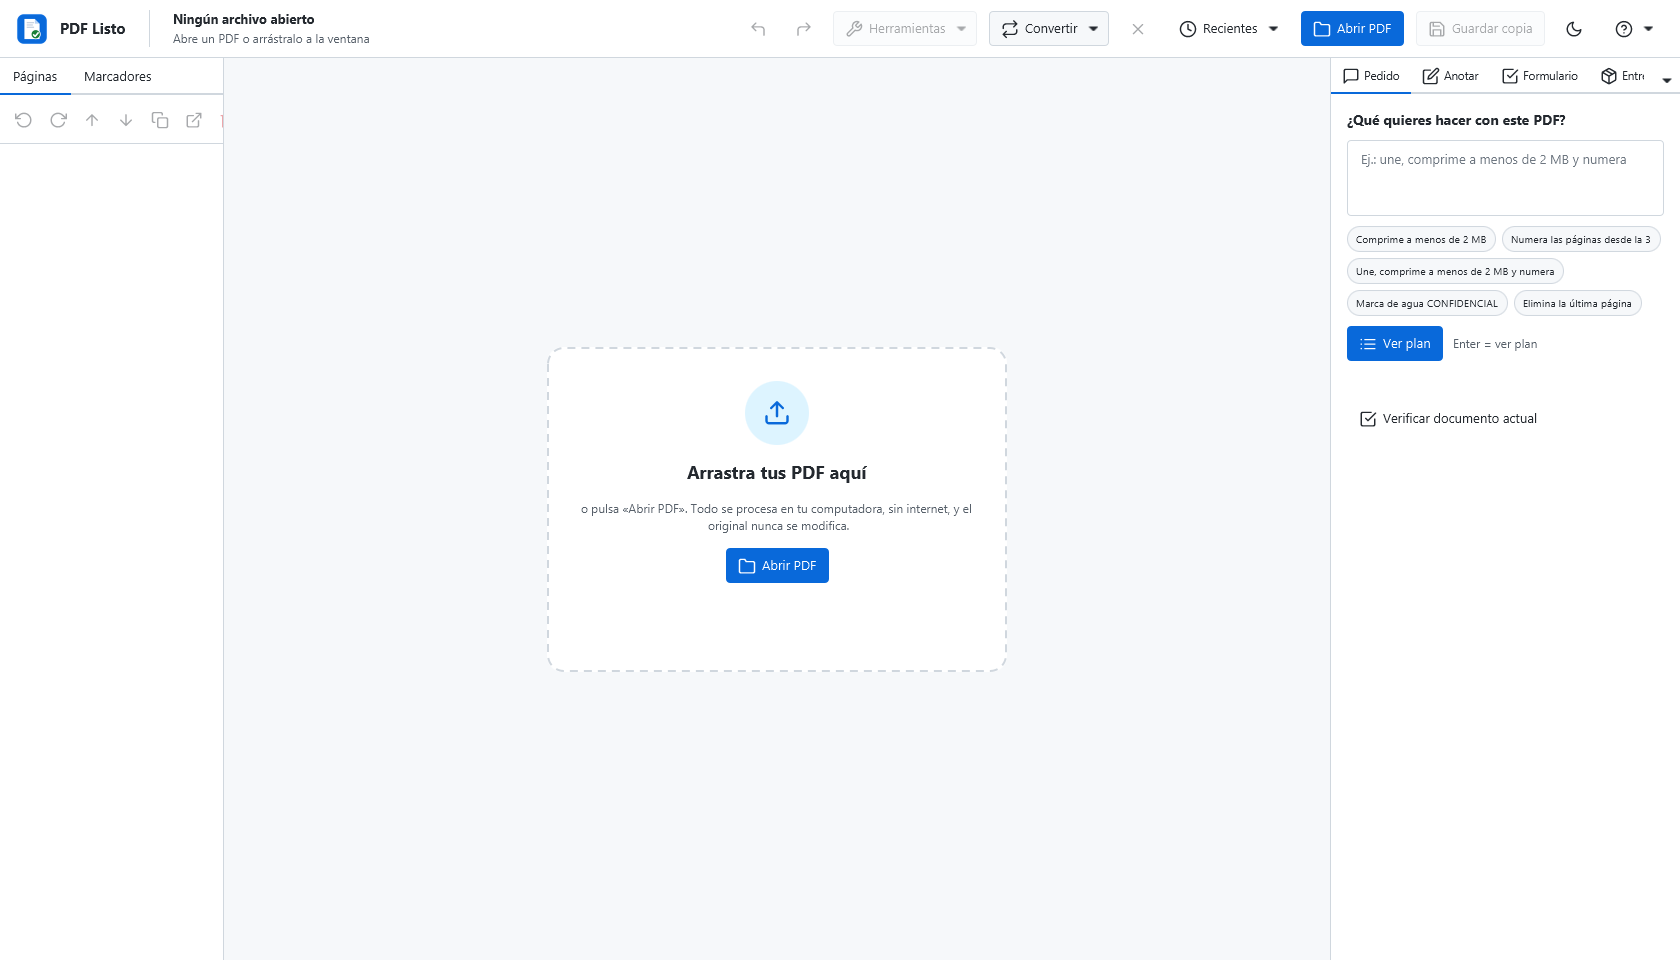 PDF Listo
Ningún archivo abierto
Abre un PDF o arrástralo a la ventana
Herramientas
Convertir
Recientes
Abrir PDF
Guardar copia
Páginas
Marcadores
Pedido
Anotar
Formulario
Entre
¿Qué quieres hacer con este PDF?
Ej.: une, comprime a menos de 2 MB y numera
Comprime a menos de 2 MB
Numera las páginas desde la 3
Une, comprime a menos de 2 MB y numera
Marca de agua CONFIDENCIAL
Elimina la última página
Ver plan
Enter = ver plan
Verificar documento actual
Arrastra tus PDF aquí
o pulsa «Abrir PDF». Todo se procesa en tu computadora, sin internet, y el
original nunca se modifica.
Abrir PDF